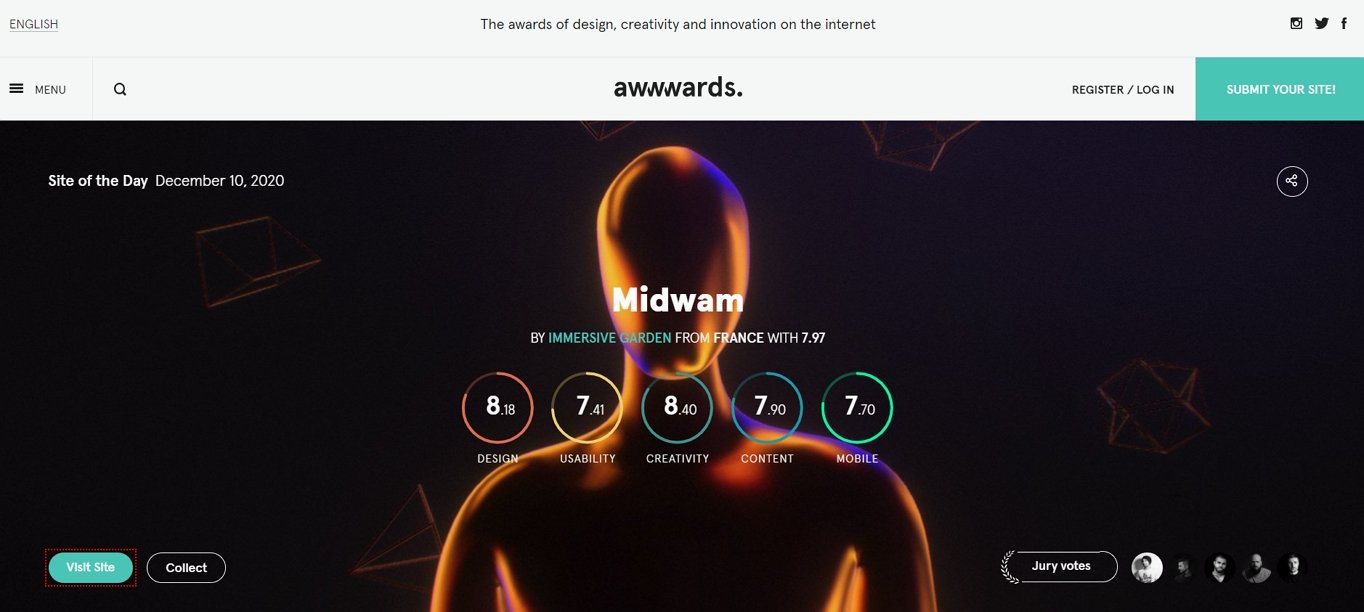 ENGLISH
The awards of design, creativity and innovation on the internet
MENU
awwwards.
REGISTER / LOG IN
SUBMIT YOUR SITE!
Site of the Day December 10, 2020
Midwam
BY IMMERSIVE GARDEN FROM FRANCE WITH 7.97
8.18
7.41
8.40
7.90
7.70
DESIGN
USABILITY
CREATIVITY
CONTENT
MOBILE
Visit Site
Collect
Jury votes